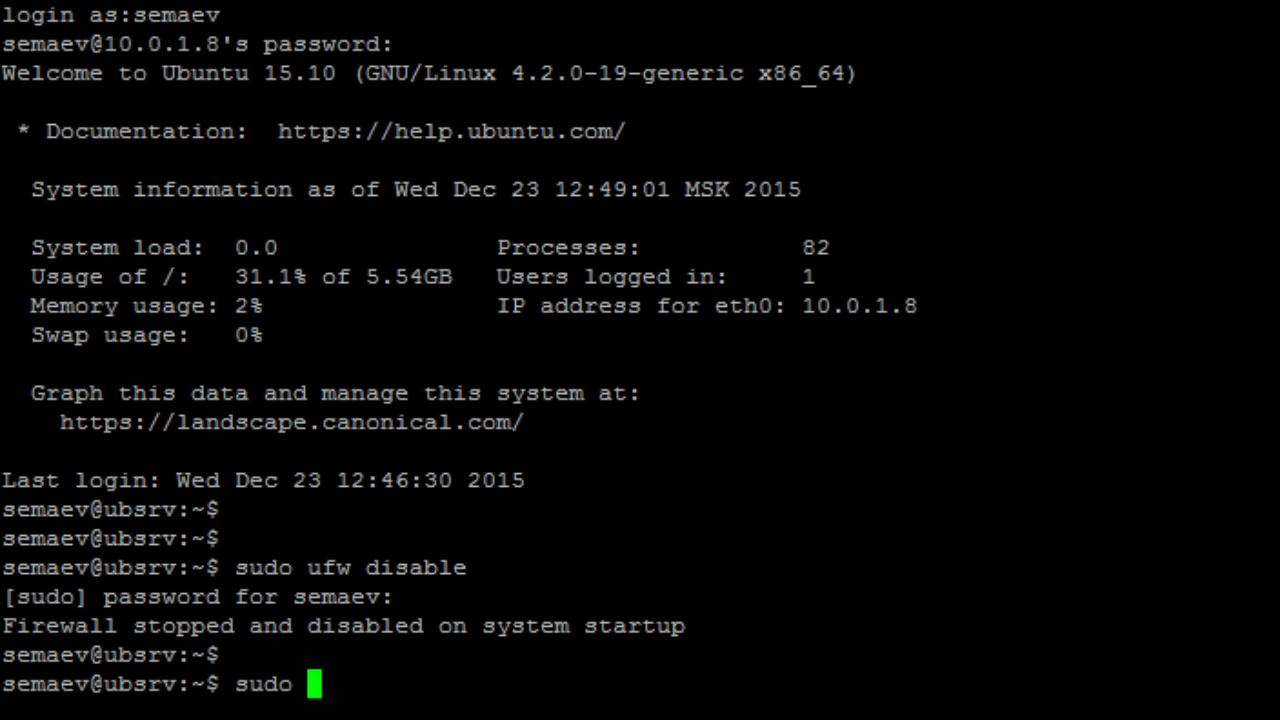 login as:semaev
semaev@10.0.1.8's password:
Welcome to Ubuntu 15.10 (GNU/Linux 4.2.0-19-generic x86_64)
* Documentation:  https://help.ubuntu.com/
System information as of Wed Dec 23 12:49:01 MSK 2015
System load:  0.0               Processes:           82
Usage of /:   31.1% of 5.54GB   Users logged in:     1
Memory usage: 2%                IP address for eth0: 10.0.1.8
Swap usage:   0%
Graph this data and manage this system at:
https://landscape.canonical.com/
Last login: Wed Dec 23 12:46:30 2015
semaev@ubsrv:~$
semaev@ubsrv:~$
semaev@ubsrv:~$ sudo ufw disable
[sudo] password for semaev:
Firewall stopped and disabled on system startup
semaev@ubsrv:~$
semaev@ubsrv:~$ sudo